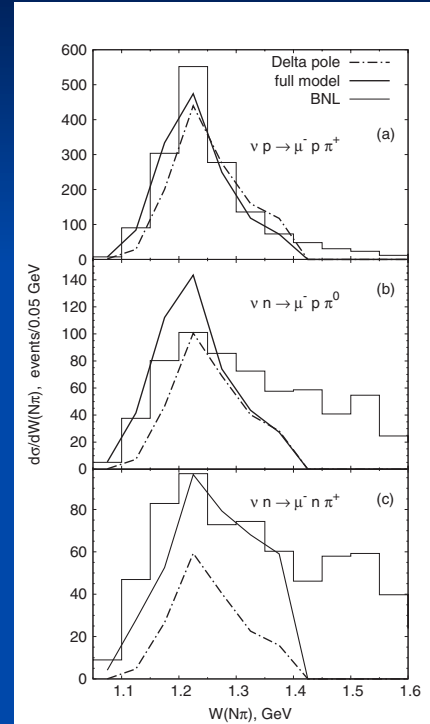 600
500
400
300
200
100
0
Delta pole
full model
BNL
ν p → μ⁻ p π⁺
(a)
140
120
100
80
60
40
20
0
ν n → μ⁻ p π⁰
(b)
80
60
40
20
0
ν n → μ⁻ n π⁺
(c)
dσ/dW(Nπ), events/0.05 GeV
1.1 1.2 1.3 1.4 1.5 1.6
W(Nπ), GeV